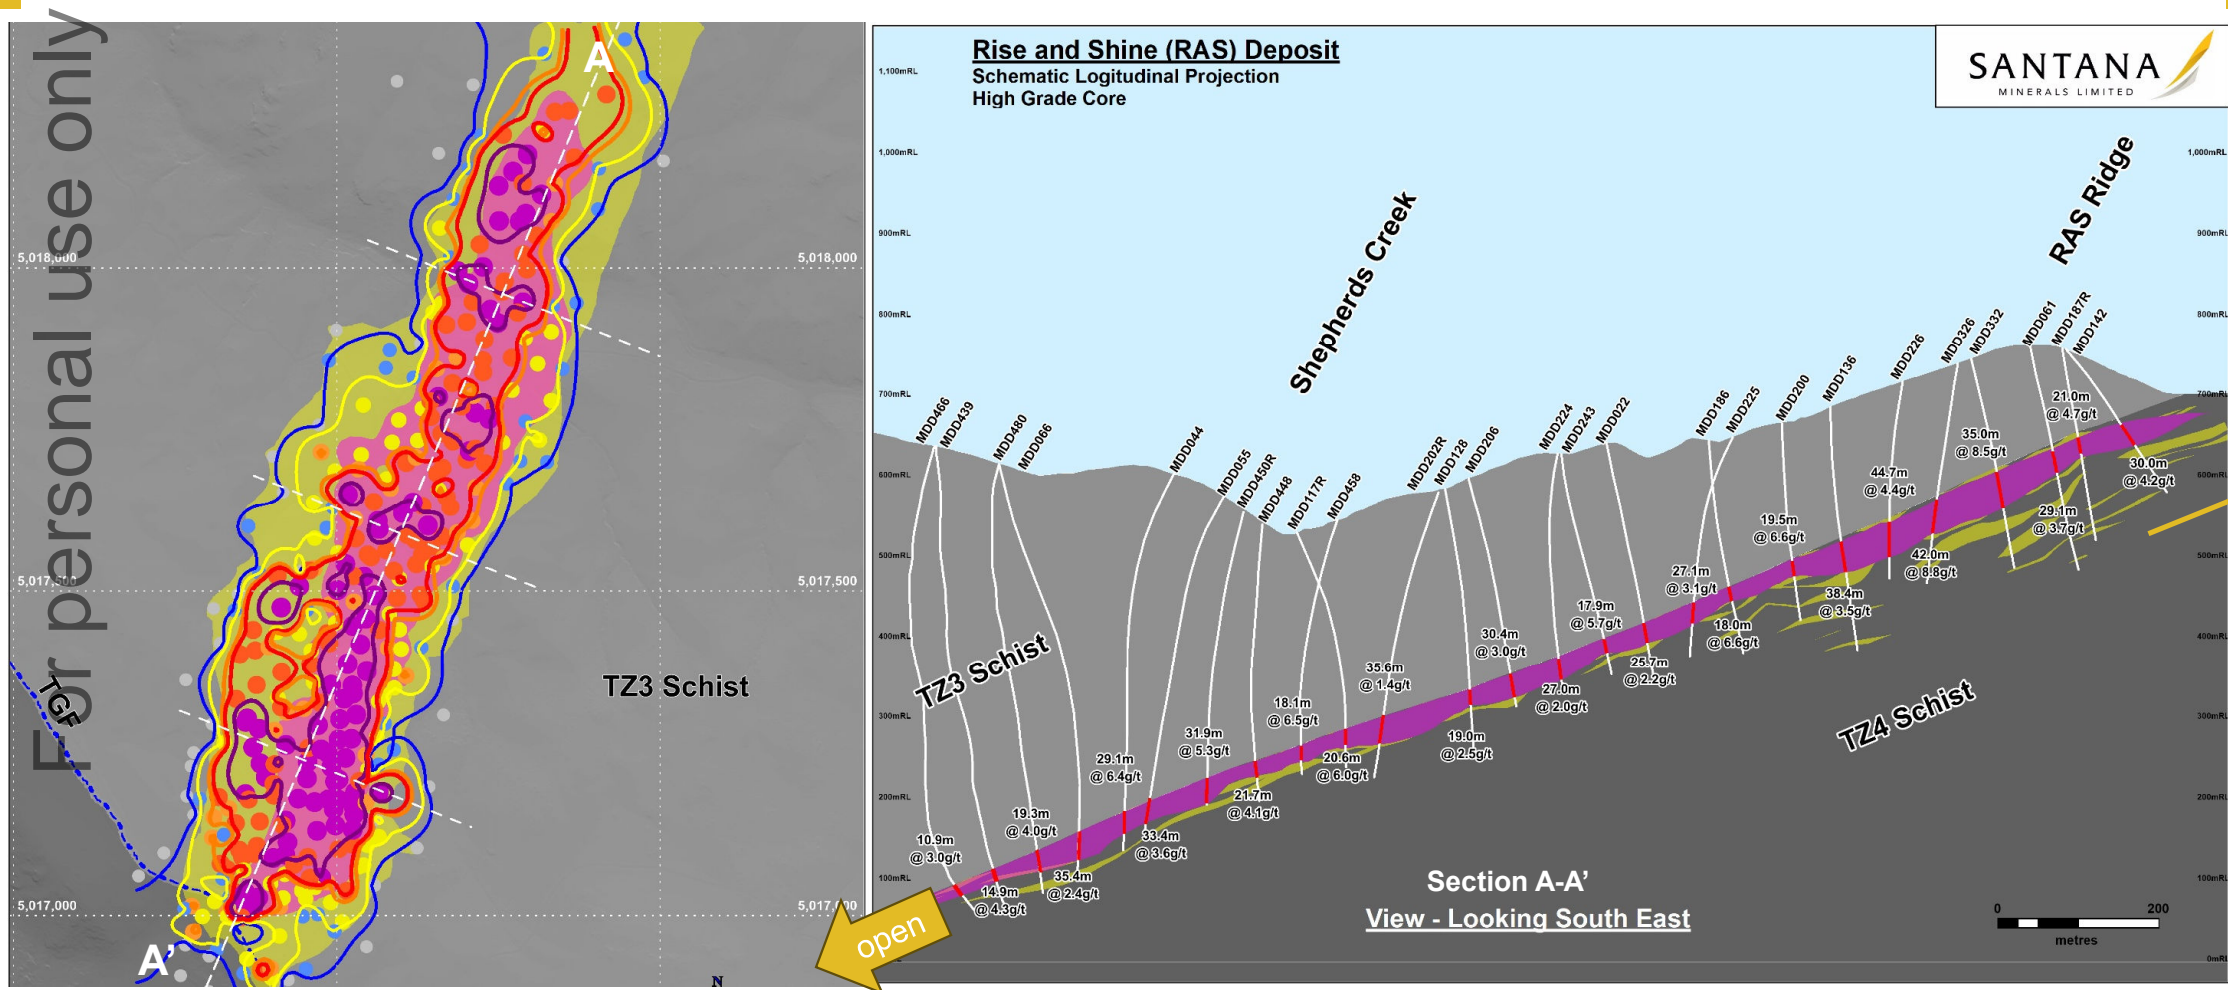 For personal use only
A
5,018,000
5,018,000
5,017,500
5,017,500
TGF
TZ3 Schist
5,017,000
A'
N
Rise and Shine (RAS) Deposit
Schematic Logitudinal Projection
High Grade Core
SANTANA
MINERALS LIMITED
1,100mRL
1,000mRL
900mRL
800mRL
700mRL
600mRL
500mRL
400mRL
300mRL
200mRL
100mRL
1,000mRL
900mRL
800mRL
700mRL
600mRL
500mRL
400mRL
300mRL
200mRL
100mRL
0mRL
Shepherds Creek
RAS Ridge
MDD466
MDD439
MDD480
MDD066
MDD044
MDD055
MDD450R
MDD448
MDD117R
MDD458
MDD202R
MDD128
MDD206
MDD224
MDD243
MDD022
MDD186
MDD225
MDD200
MDD136
MDD226
MDD326
MDD332
MDD061
MDD187R
MDD142
10.9m
@ 3.0g/t
14.9m
@ 4.3g/t
19.3m
@ 4.0g/t
35.4m
@ 2.4g/t
29.1m
@ 6.4g/t
33.4m
@ 3.6g/t
31.9m
@ 5.3g/t
21.7m
@ 4.1g/t
18.1m
@ 6.5g/t
20.6m
@ 6.0g/t
35.6m
@ 1.4g/t
19.0m
@ 2.5g/t
30.4m
@ 3.0g/t
27.0m
@ 2.0g/t
17.9m
@ 5.7g/t
25.7m
@ 2.2g/t
27.1m
@ 3.1g/t
18.0m
@ 6.6g/t
19.5m
@ 6.6g/t
38.4m
@ 3.5g/t
44.7m
@ 4.4g/t
42.0m
@ 8.8g/t
35.0m
@ 8.5g/t
29.1m
@ 3.7g/t
21.0m
@ 4.7g/t
30.0m
@ 4.2g/t
TZ3 Schist
TZ4 Schist
Section A-A'
View - Looking South East
open
0 200
metres